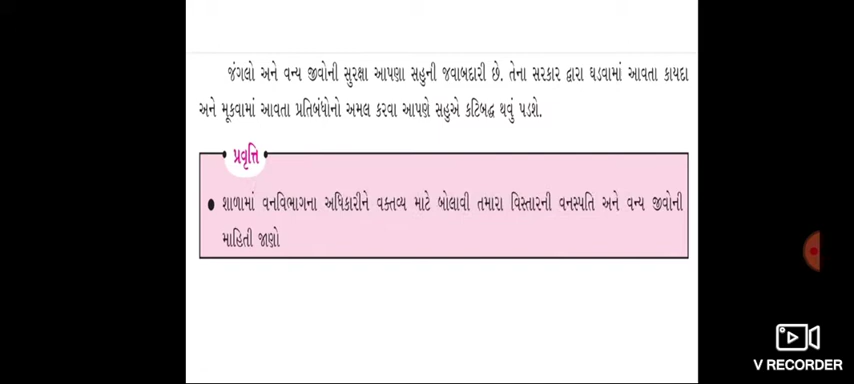 જંગલો અને વન્ય જીવોની સુરક્ષા આપણા સહુની જવાબદારી છે. તેના સરકાર દ્વારા ઘડવામાં આવતા કાયદા
અને મૂકવામાં આવતા પ્રતિબંધોનો અમલ કરવા આપણે સહુએ કટિબદ્ધ થવું પડશે.
પ્રવૃત્તિ
● શાળામાં વનવિભાગના અધિકારીને વક્તવ્ય માટે બોલાવી તમારા વિસ્તારની વનસ્પતિ અને વન્ય જીવોની
માહિતી જાણો
V RECORDER